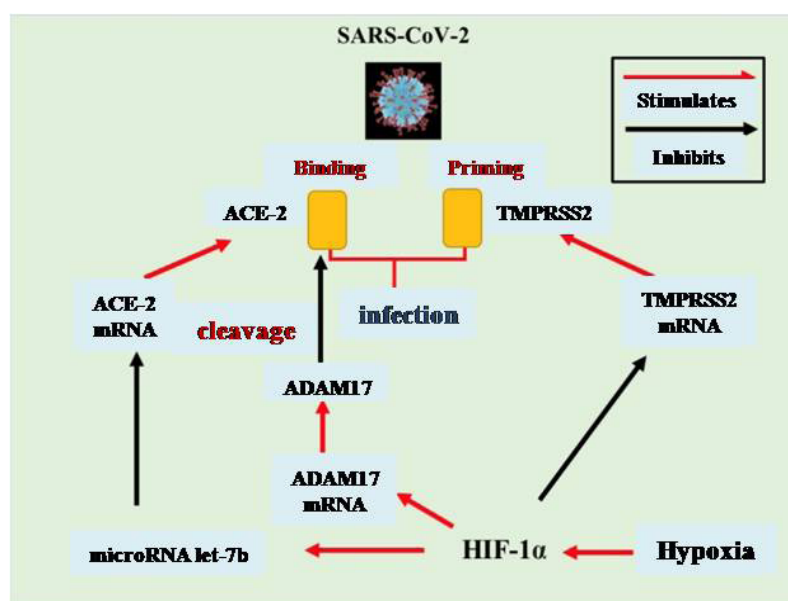 SARS-CoV-2
Stimulates
Inhibits
Binding
Priming
ACE-2
TMPRSS2
ACE-2
mRNA
cleavage
infection
TMPRSS2
mRNA
ADAM17
ADAM17
mRNA
microRNA let-7b
HIF-1α
Hypoxia